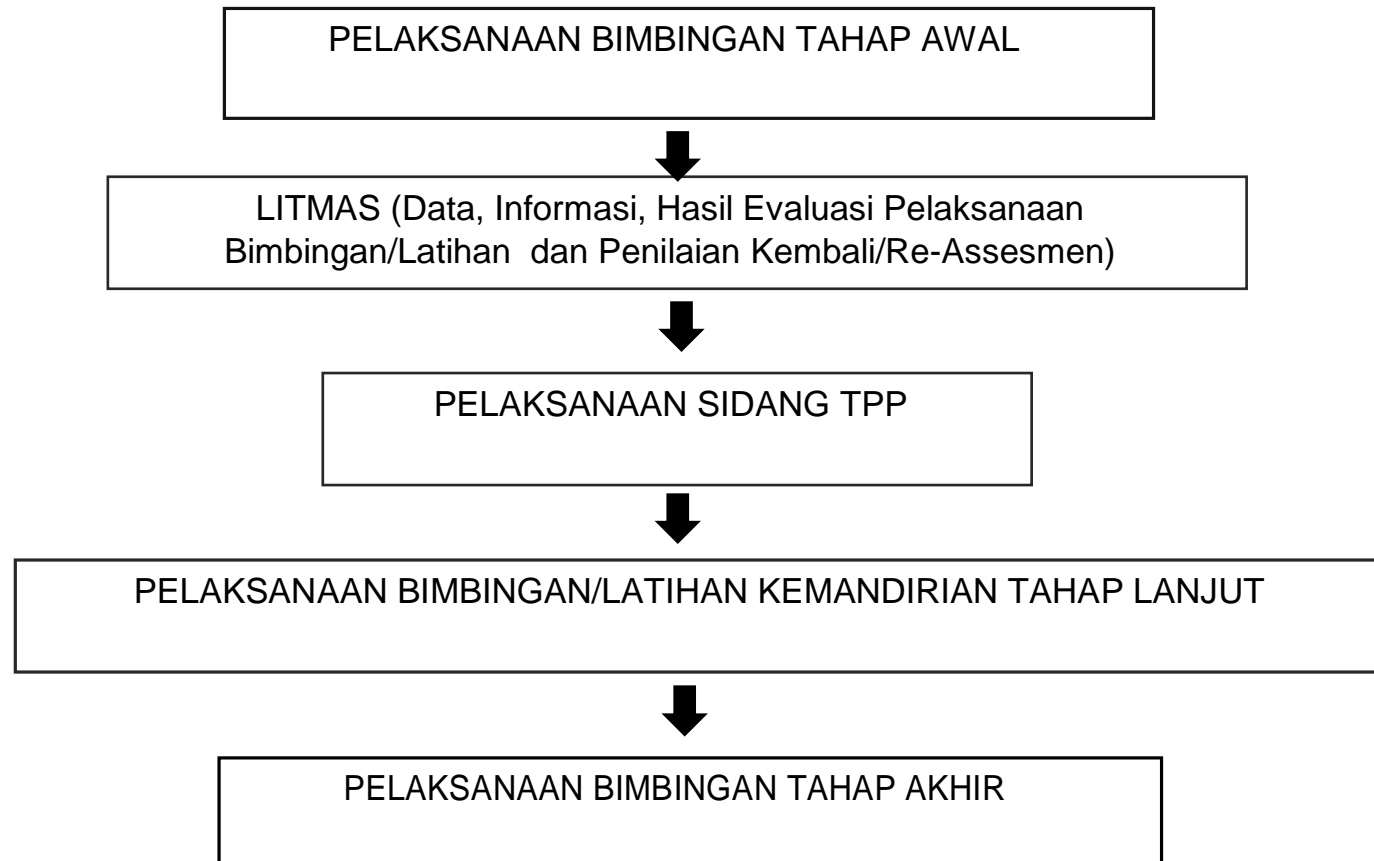 PELAKSANAAN BIMBINGAN TAHAP AWAL
LITMAS (Data, Informasi, Hasil Evaluasi Pelaksanaan
Bimbingan/Latihan dan Penilaian Kembali/Re-Assesmen)
PELAKSANAAN SIDANG TPP
PELAKSANAAN BIMBINGAN/LATIHAN KEMANDIRIAN TAHAP LANJUT
PELAKSANAAN BIMBINGAN TAHAP AKHIR